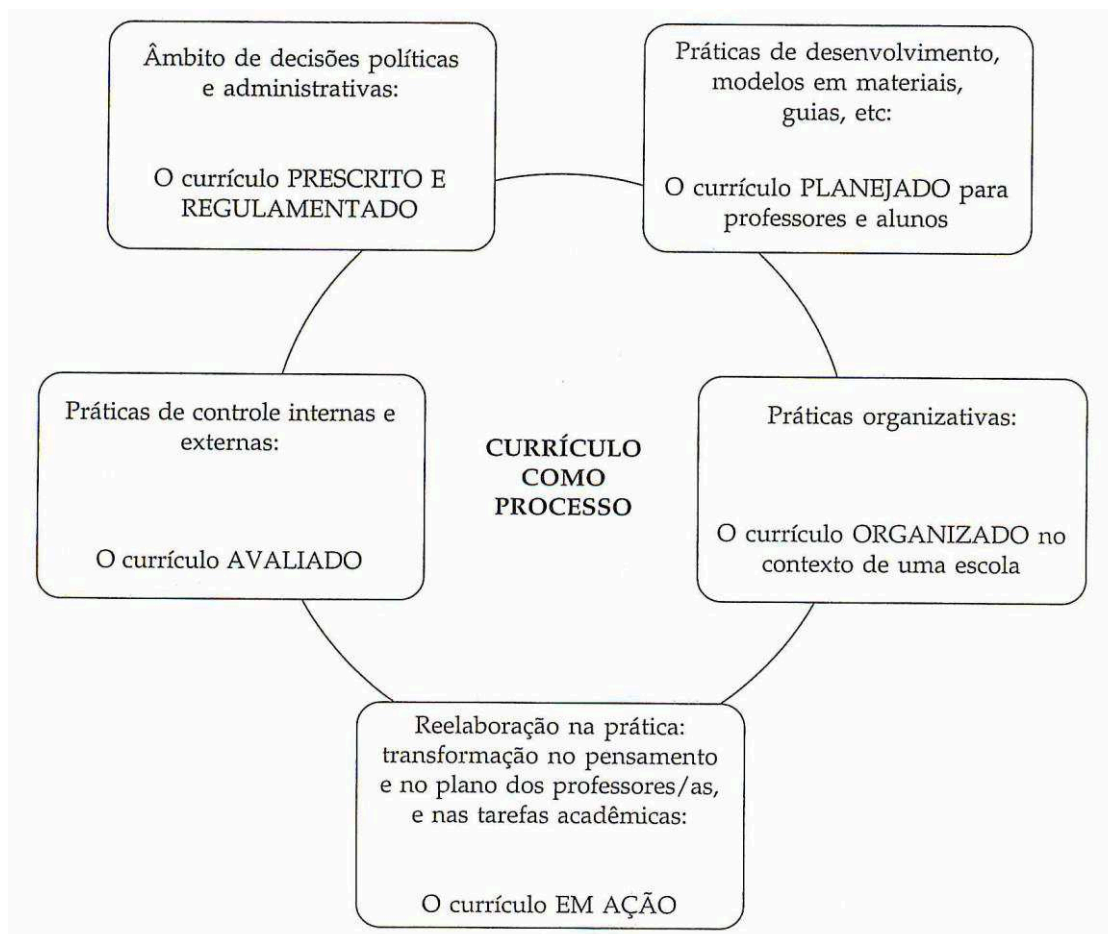 Âmbito de decisões políticas
e administrativas:
O currículo PRESCRITO E
REGULAMENTADO
Práticas de desenvolvimento,
modelos em materiais,
guias, etc:
O currículo PLANEJADO para
professores e alunos
Práticas de controle internas e
externas:
O currículo AVALIADO
CURRÍCULO
COMO
PROCESSO
Práticas organizativas:
O currículo ORGANIZADO no
contexto de uma escola
Reelaboração na prática:
transformação no pensamento
e no plano dos professores/as,
e nas tarefas acadêmicas:
O currículo EM AÇÃO